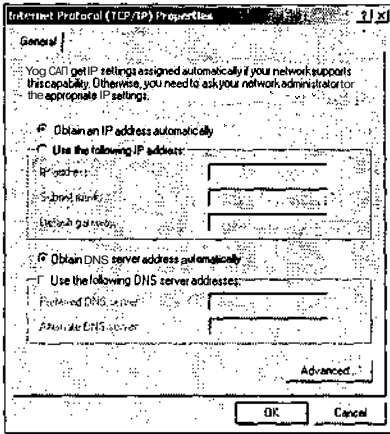 Internet Protocol (TCP/IP) Properties ? X
General
You CAN get IP settings assigned automatically if your network supports
this capability. Otherwise, you need to ask your network administrator for
the appropriate IP settings.
Obtain an IP address automatically
Use the following IP address:
IP address:
Subnet mask:
Default gateway:
Obtain DNS server address automatically
Use the following DNS server addresses:
Preferred DNS server:
Alternate DNS server:
Advanced...
OK Cancel